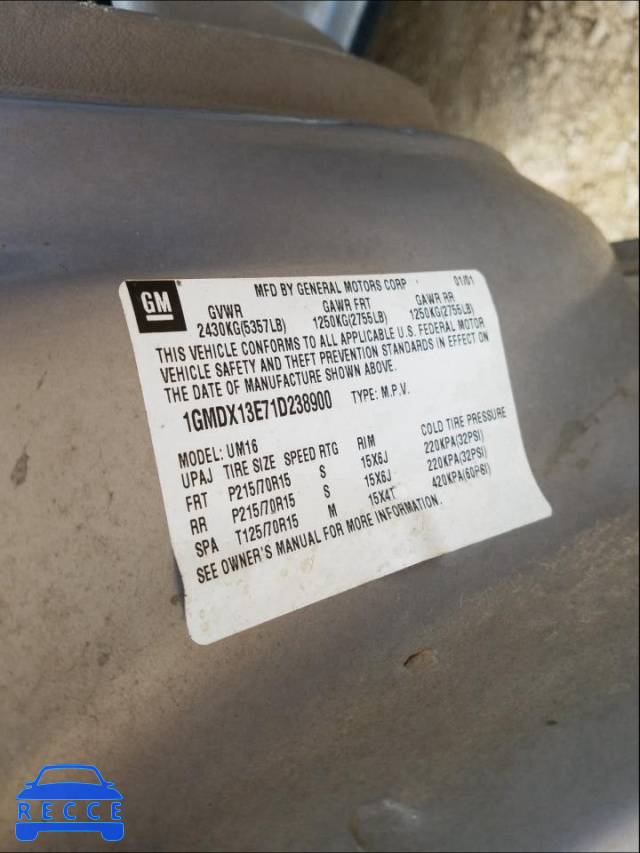 GM
MFD BY GENERAL MOTORS CORP 01/01
GVWR GAWR FRT GAWR RR
2430KG(5357LB) 1250KG(2755LB) 1250KG(2755LB)
THIS VEHICLE CONFORMS TO ALL APPLICABLE U.S. FEDERAL MOTOR
VEHICLE SAFETY AND THEFT PREVENTION STANDARDS IN EFFECT ON
THE DATE OF MANUFACTURE SHOWN ABOVE.
1GMDX13E71D238900 TYPE: M.P.V.
MODEL: UM16
UPAJ TIRE SIZE SPEED RTG RIM COLD TIRE PRESSURE
FRT P215/70R15 S 15X6J 220KPA(32PSI)
RR P215/70R15 S 15X6J 220KPA(32PSI)
SPA T125/70R15 M 15X4T 420KPA(60PSI)
SEE OWNER'S MANUAL FOR MORE INFORMATION.
RECCE